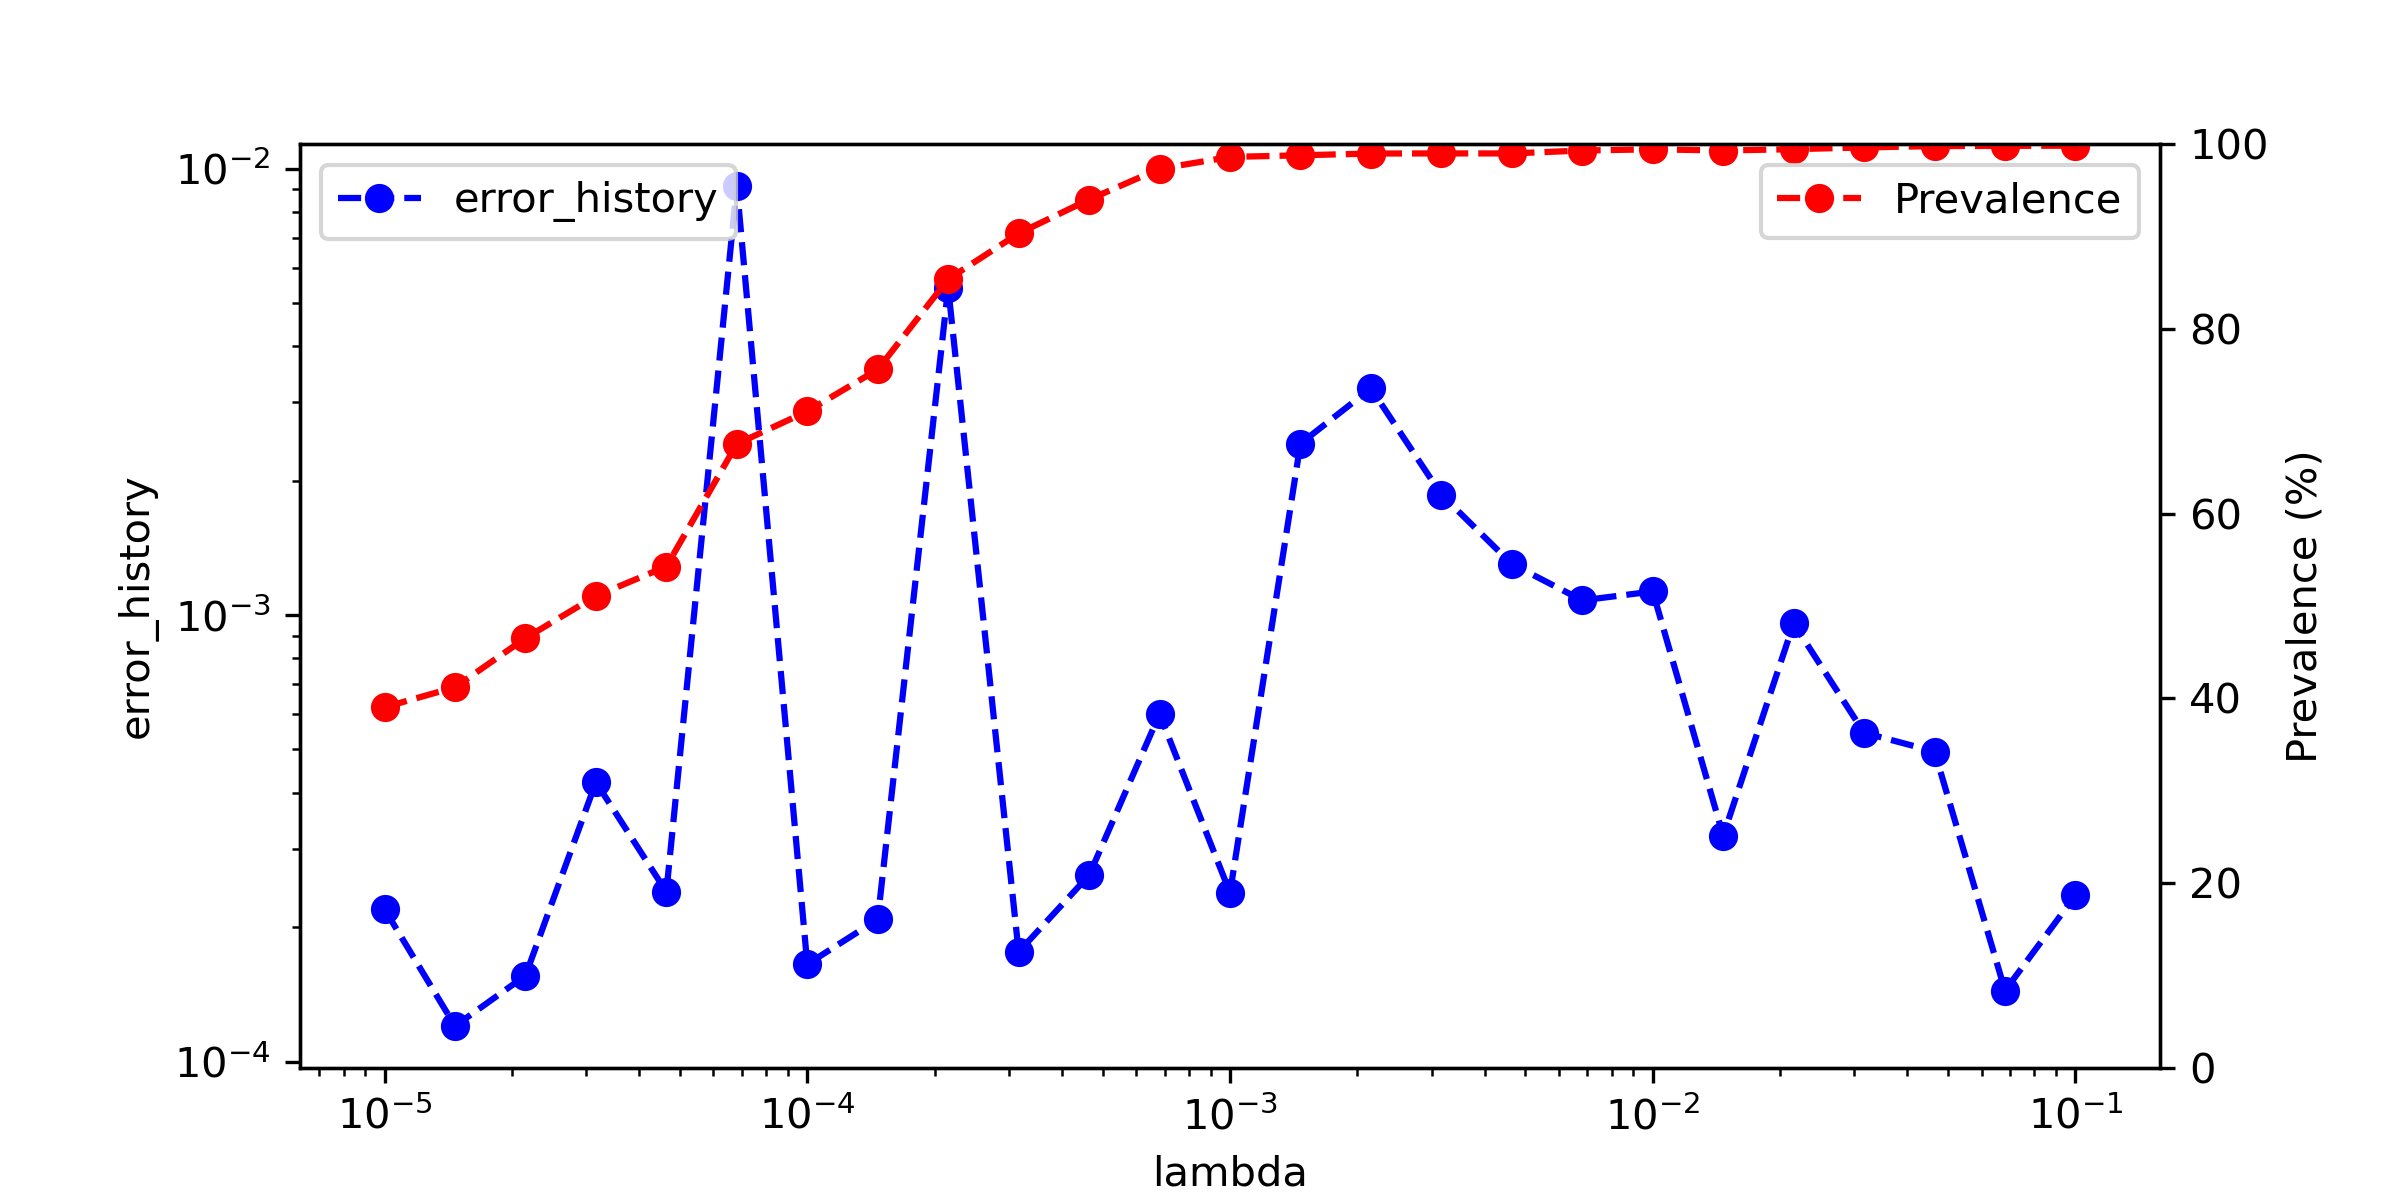 error_history
Prevalence
10⁻²
10⁻³
10⁻⁴
error_history
100
80
60
40
20
0
Prevalence (%)
10⁻⁵
10⁻⁴
10⁻³
10⁻²
10⁻¹
lambda